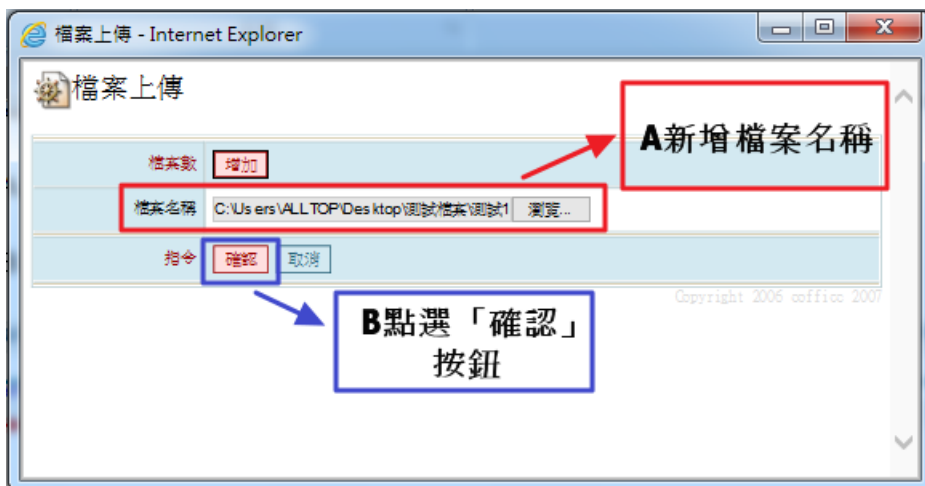 檔案上傳 - Internet Explorer
檔案上傳
A新增檔案名稱
檔案數 增加
檔案名稱 C:\Users\ALLTOP\Desktop\測試檔案\測試1 瀏覽...
指令 確認 取消
Copyright 2006 coffice 2007
B點選「確認」
按鈕